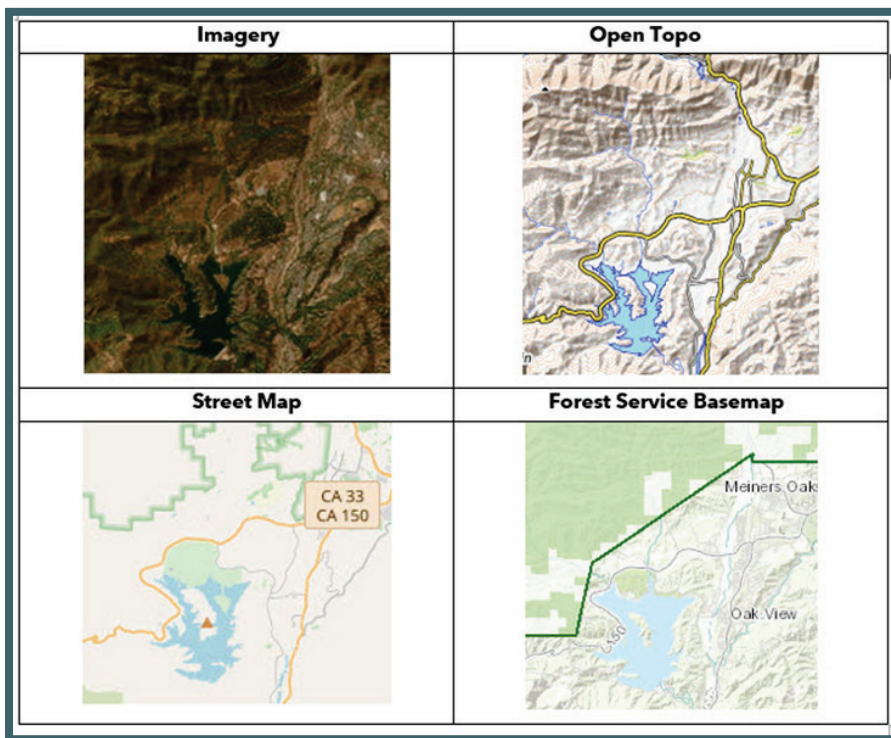 Imagery
Open Topo
Street Map
Forest Service Basemap
CA 33
CA 150
Meiners Oaks
Oak View
150